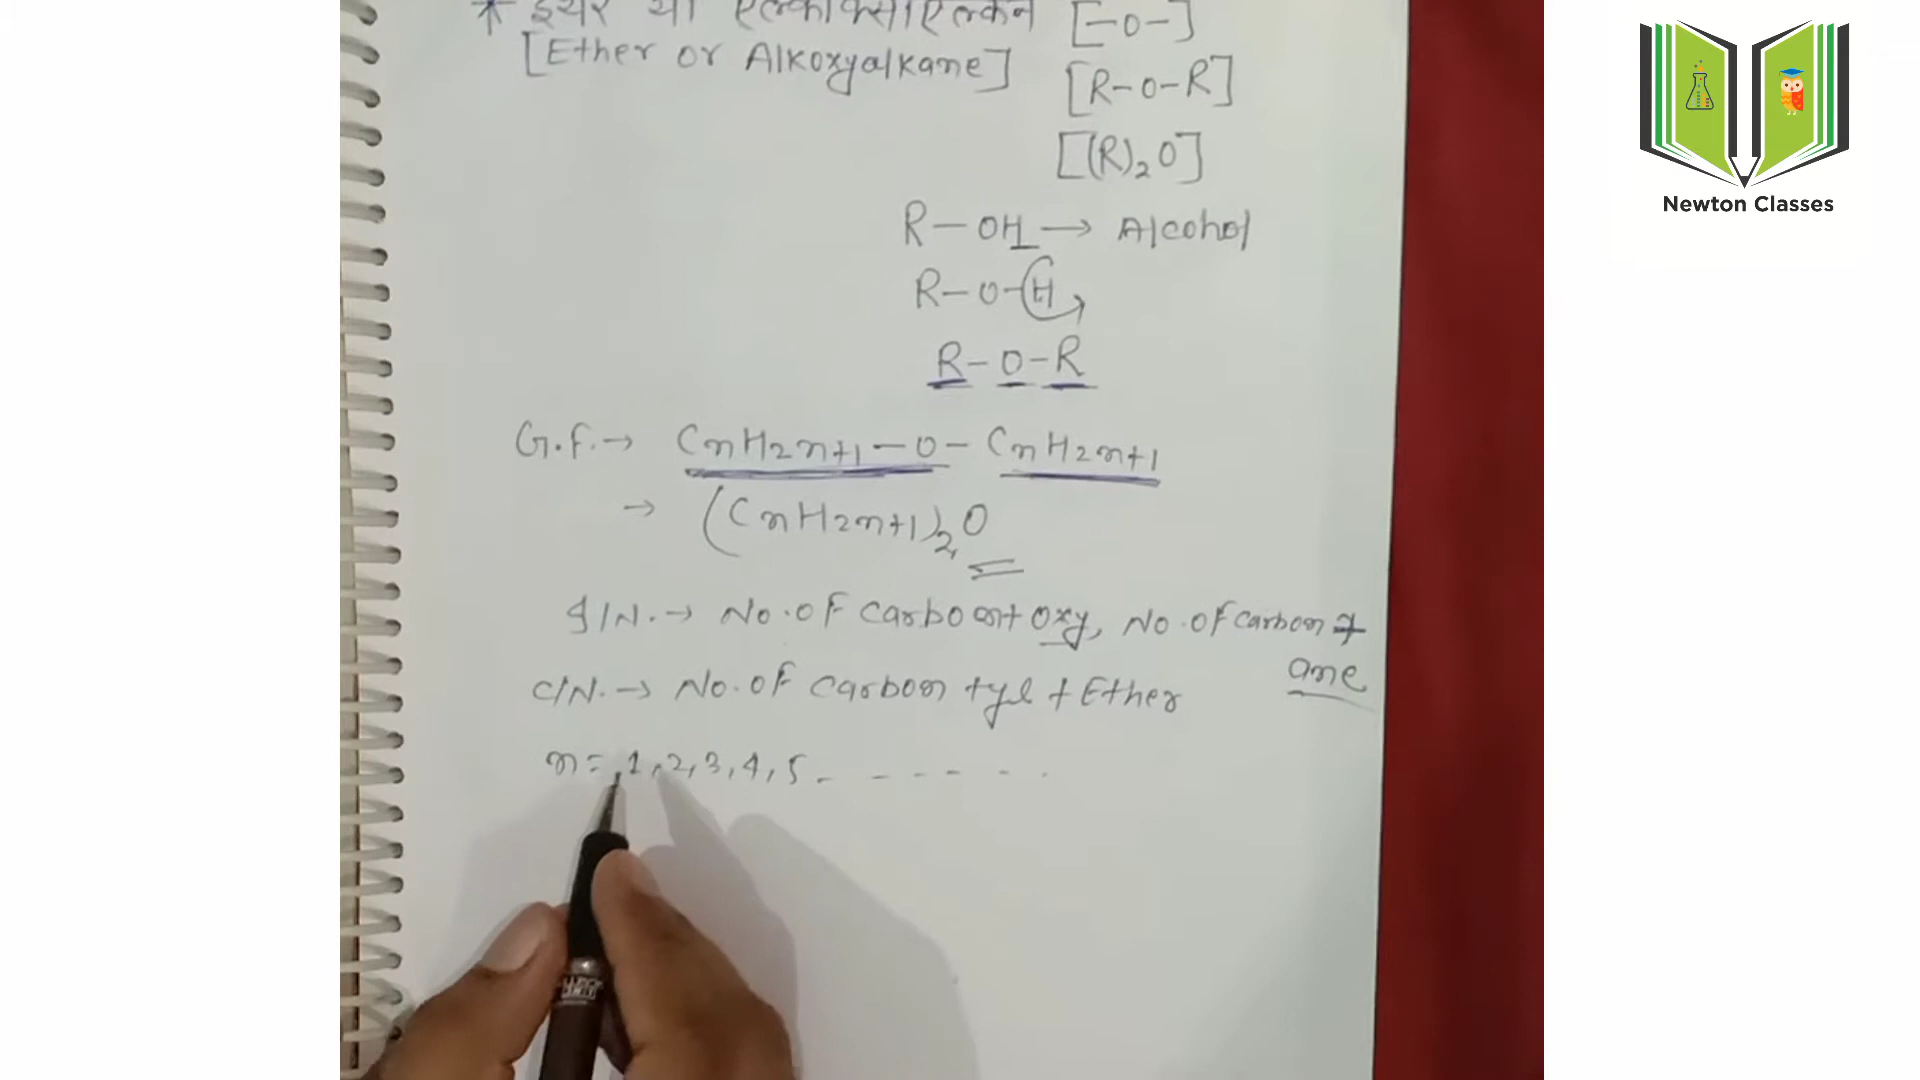 * ईथर या एल्कोक्सीएल्केन [-O-]
[Ether or Alkoxyalkane] [R-O-R]
[(R)₂O]
R-OH → Alcohol
R-O-H
R-O-R
G.F. → CnH2n+1-O-CnH2n+1
→ (CnH2n+1)₂O
I/N. → No. of Carbon + oxy, No. of carbon +
ane
C/N. → No. of Carbon + yl + Ether
n = 1, 2, 3, 4, 5 - - - - - .
Newton Classes